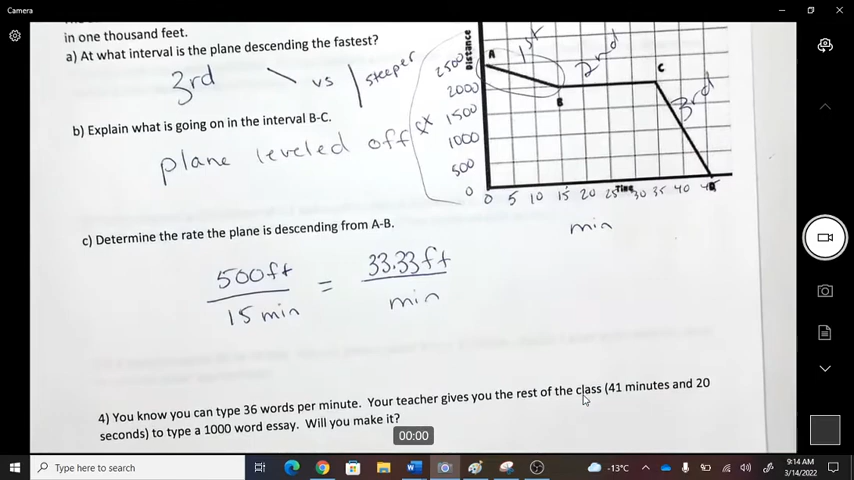 Camera
in one thousand feet.
a) At what interval is the plane descending the fastest?
3rd vs steeper
b) Explain what is going on in the interval B-C.
plane leveled off
Distance
2500
2000
1500
1000
500
0
A
1st
B
2nd
C
3rd
0 5 10 15 20 25 Time 30 35 40
min
c) Determine the rate the plane is descending from A-B.
500ft = 33.33 ft
15 min min
4) You know you can type 36 words per minute. Your teacher gives you the rest of the class (41 minutes and 20
seconds) to type a 1000 word essay. Will you make it?
00:00
Type here to search
-13°C
9:14 AM
3/14/2022